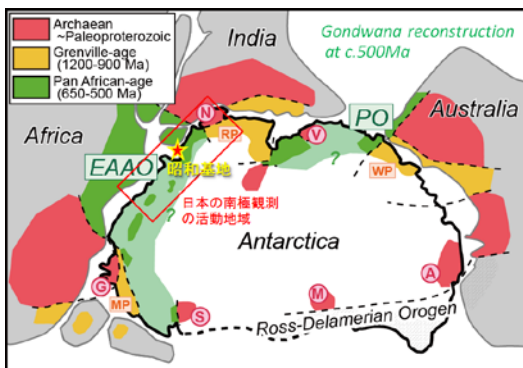 Archaean
~Paleoproterozoic
Grenville-age
(1200-900 Ma)
Pan African-age
(650-500 Ma)
India
Gondwana reconstruction
at c.500Ma
Africa
Australia
N
RP
V
PO
EAAO
昭和基地
WP
?
?
日本の南極観測
の活動地域
Antarctica
G
MP
S
M
A
Ross-Delamerian Orogen